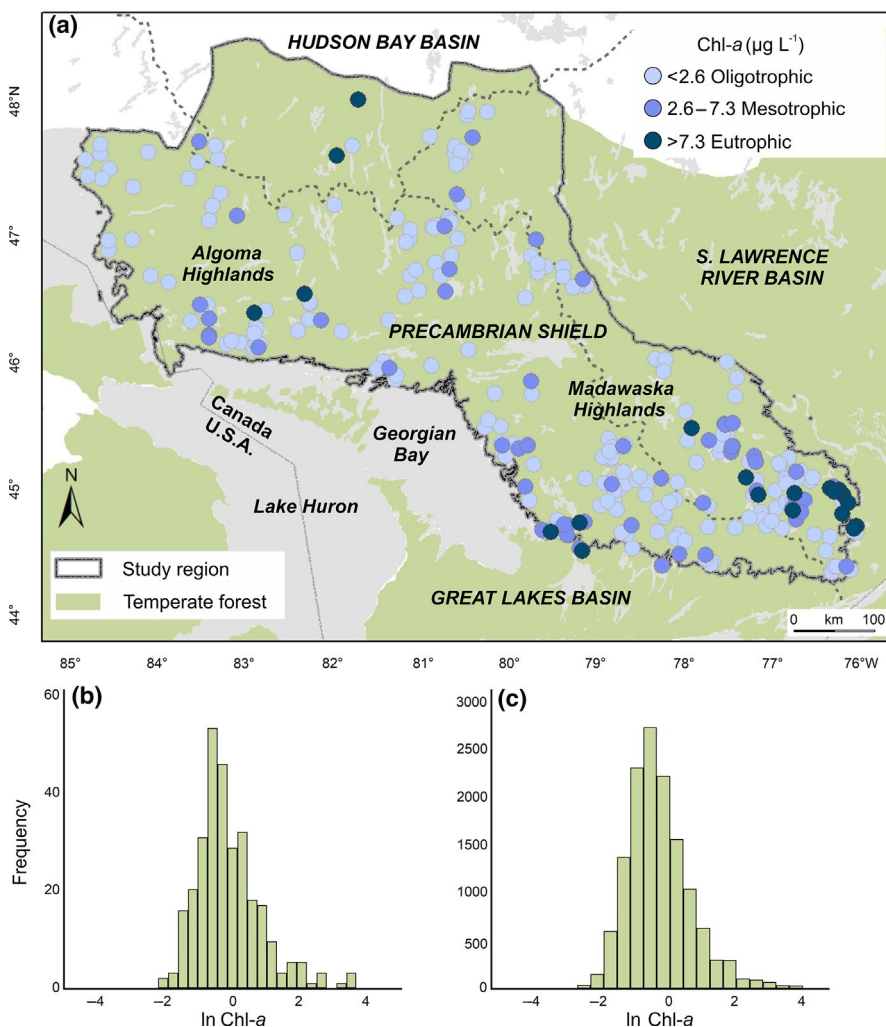 (a)
HUDSON BAY BASIN
Chl-a (µg L⁻¹)
<2.6 Oligotrophic
2.6–7.3 Mesotrophic
>7.3 Eutrophic
48°N
47°
46°
45°
44°
Algoma
Highlands
S. LAWRENCE
RIVER BASIN
PRECAMBRIAN SHIELD
Madawaska
Highlands
Canada
U.S.A.
Georgian
Bay
N
Lake Huron
Study region
Temperate forest
GREAT LAKES BASIN
0 km 100
85° 84° 83° 82° 81° 80° 79° 78° 77° 76°W
(b)
60
40
20
0
Frequency
–4 –2 0 2 4
ln Chl-a
(c)
3000
2500
2000
1500
1000
500
0
–4 –2 0 2 4
ln Chl-a